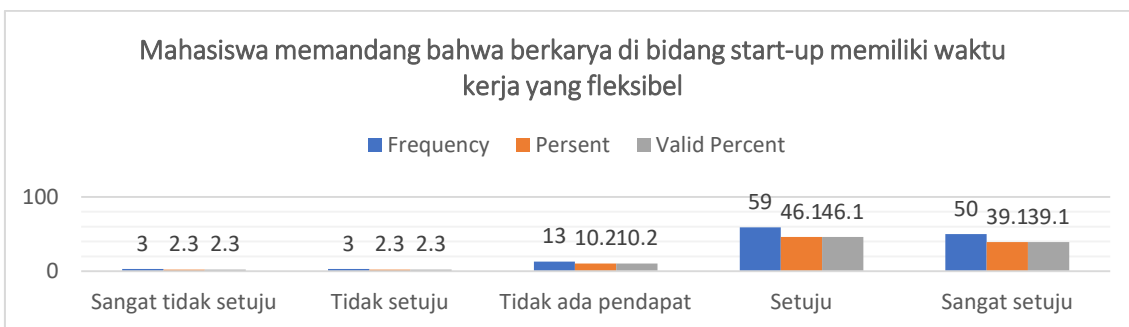 Mahasiswa memandang bahwa berkarya di bidang start-up memiliki waktu
kerja yang fleksibel
Frequency Persent Valid Percent
100
0
3 2.3 2.3 3 2.3 2.3 13 10.2 10.2 59 46.1 46.1 50 39.1 39.1
Sangat tidak setuju Tidak setuju Tidak ada pendapat Setuju Sangat setuju